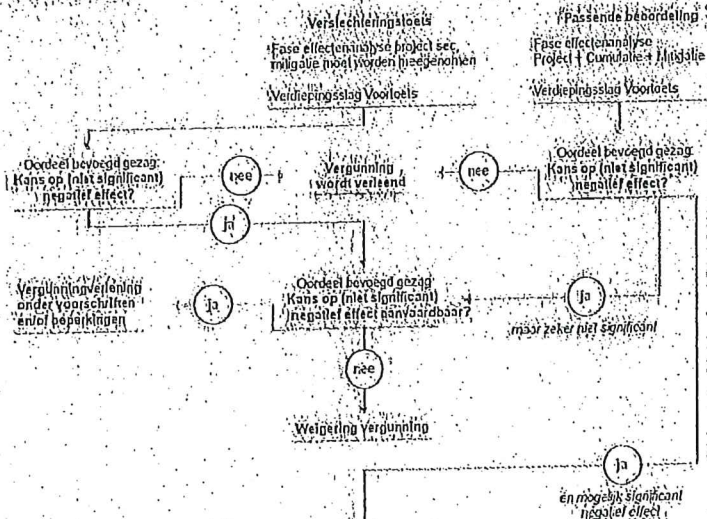 Verslechteringstoets
Fase effectenanalyse project sec,
mitigatie moet worden meegenomen
Verdiepingsslag Voortoets
Passende beoordeling
Fase effectenanalyse
Project + Cumulatie + Mitigatie
Verdiepingsslag Voortoets
Oordeel bevoegd gezag:
Kans op (niet significant)
negatief effect?
nee
Vergunning
wordt verleend
nee
Oordeel bevoegd gezag:
Kans op (niet significant)
negatief effect?
ja
Vergunningverlening
onder voorschriften
en/of beperkingen
ja
Oordeel bevoegd gezag:
Kans op (niet significant)
negatief effect aanvaardbaar?
ja
maar zeker niet significant
nee
Weigering vergunning
ja
en mogelijk significant
negatief effect